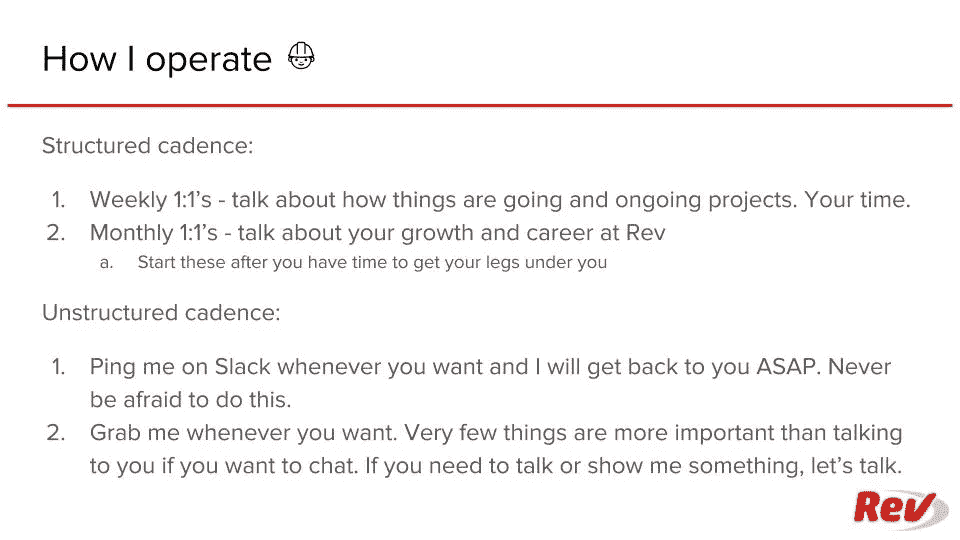 How I operate
Structured cadence:
1. Weekly 1:1’s - talk about how things are going and ongoing projects. Your time.
2. Monthly 1:1’s - talk about your growth and career at Rev
a. Start these after you have time to get your legs under you
Unstructured cadence:
1. Ping me on Slack whenever you want and I will get back to you ASAP. Never
be afraid to do this.
2. Grab me whenever you want. Very few things are more important than talking
to you if you want to chat. If you need to talk or show me something, let’s talk.
Rev